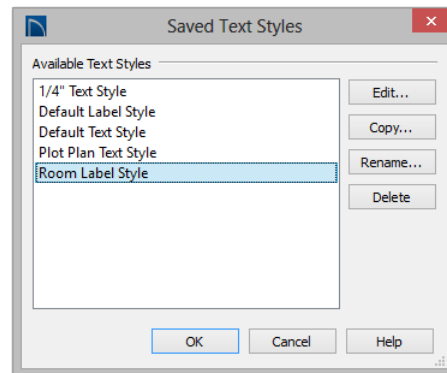 Saved Text Styles
Available Text Styles
1/4" Text Style
Default Label Style
Default Text Style
Plot Plan Text Style
Room Label Style
Edit...
Copy...
Rename...
Delete
OK
Cancel
Help